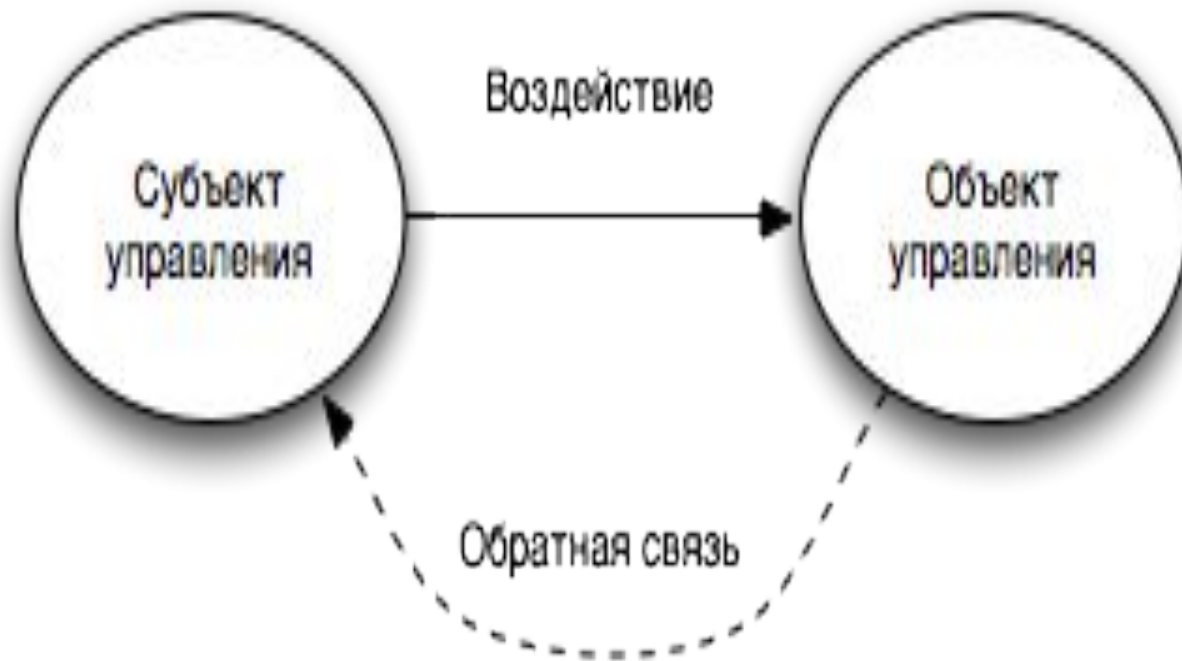 Воздействие
Субъект
управления
Объект
управления
Обратная связь